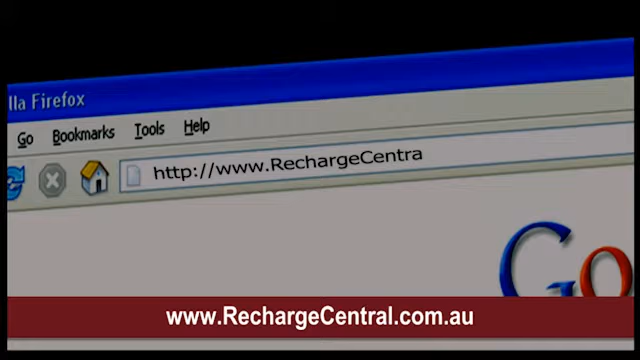 lla Firefox
Go Bookmarks Tools Help
http://www.RechargeCentra
Go
www.RechargeCentral.com.au